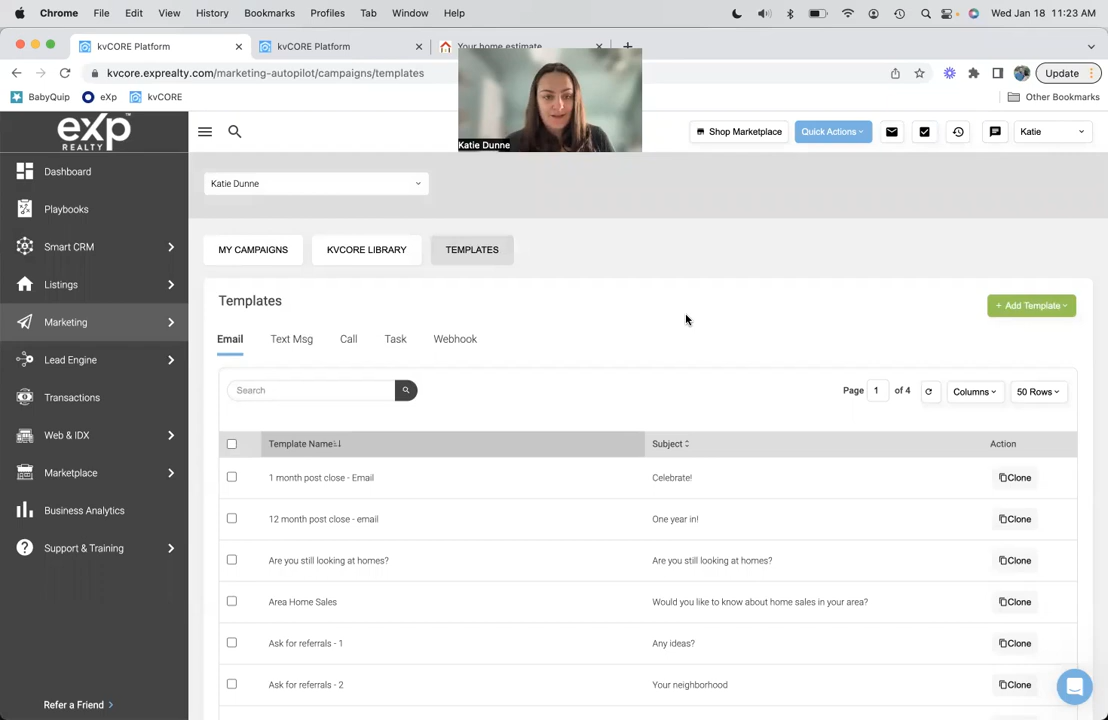 Chrome File Edit View History Bookmarks Profiles Tab Window Help Wed Jan 18 11:23 AM
kvCORE Platform kvCORE Platform Your home estimate
kvcore.exprealty.com/marketing-autopilot/campaigns/templates Update
BabyQuip eXp kvCORE Other Bookmarks
eXp REALTY
Katie Dunne
Shop Marketplace Quick Actions Katie
Dashboard
Playbooks
Smart CRM
Listings
Marketing
Lead Engine
Transactions
Web & IDX
Marketplace
Business Analytics
Support & Training
Refer a Friend
Katie Dunne
MY CAMPAIGNS KVCORE LIBRARY TEMPLATES
Templates
+ Add Template
Email Text Msg Call Task Webhook
Search Page 1 of 4 Columns 50 Rows
Template Name Subject Action
1 month post close - Email Celebrate! Clone
12 month post close - email One year in! Clone
Are you still looking at homes? Are you still looking at homes? Clone
Area Home Sales Would you like to know about home sales in your area? Clone
Ask for referrals - 1 Any ideas? Clone
Ask for referrals - 2 Your neighborhood Clone